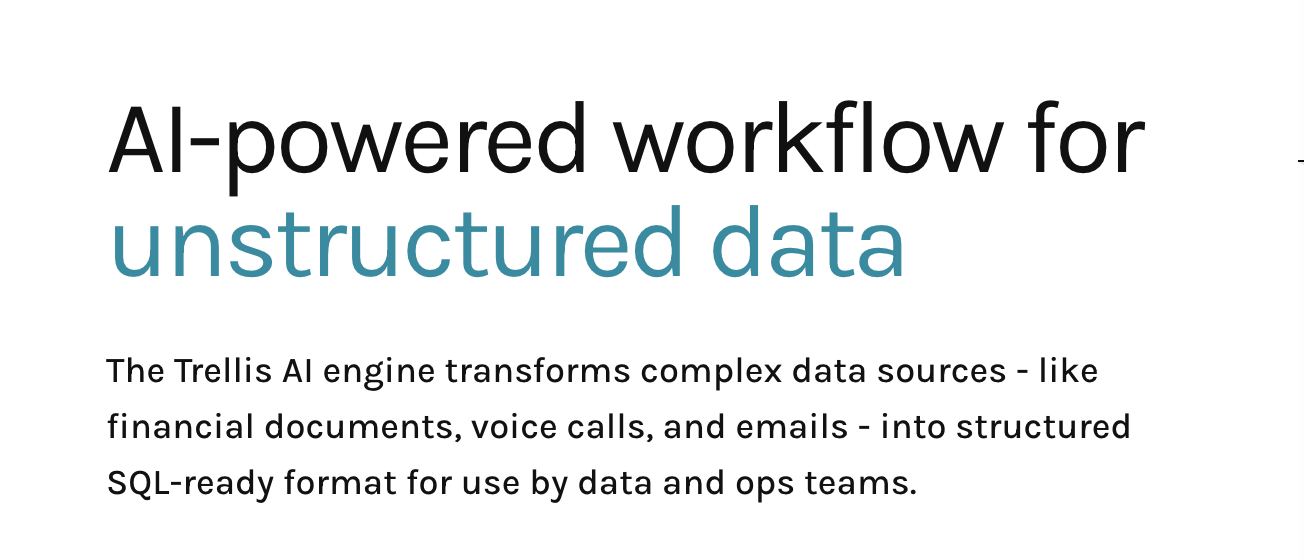 AI-powered workflow for
unstructured data
The Trellis AI engine transforms complex data sources - like
financial documents, voice calls, and emails - into structured
SQL-ready format for use by data and ops teams.